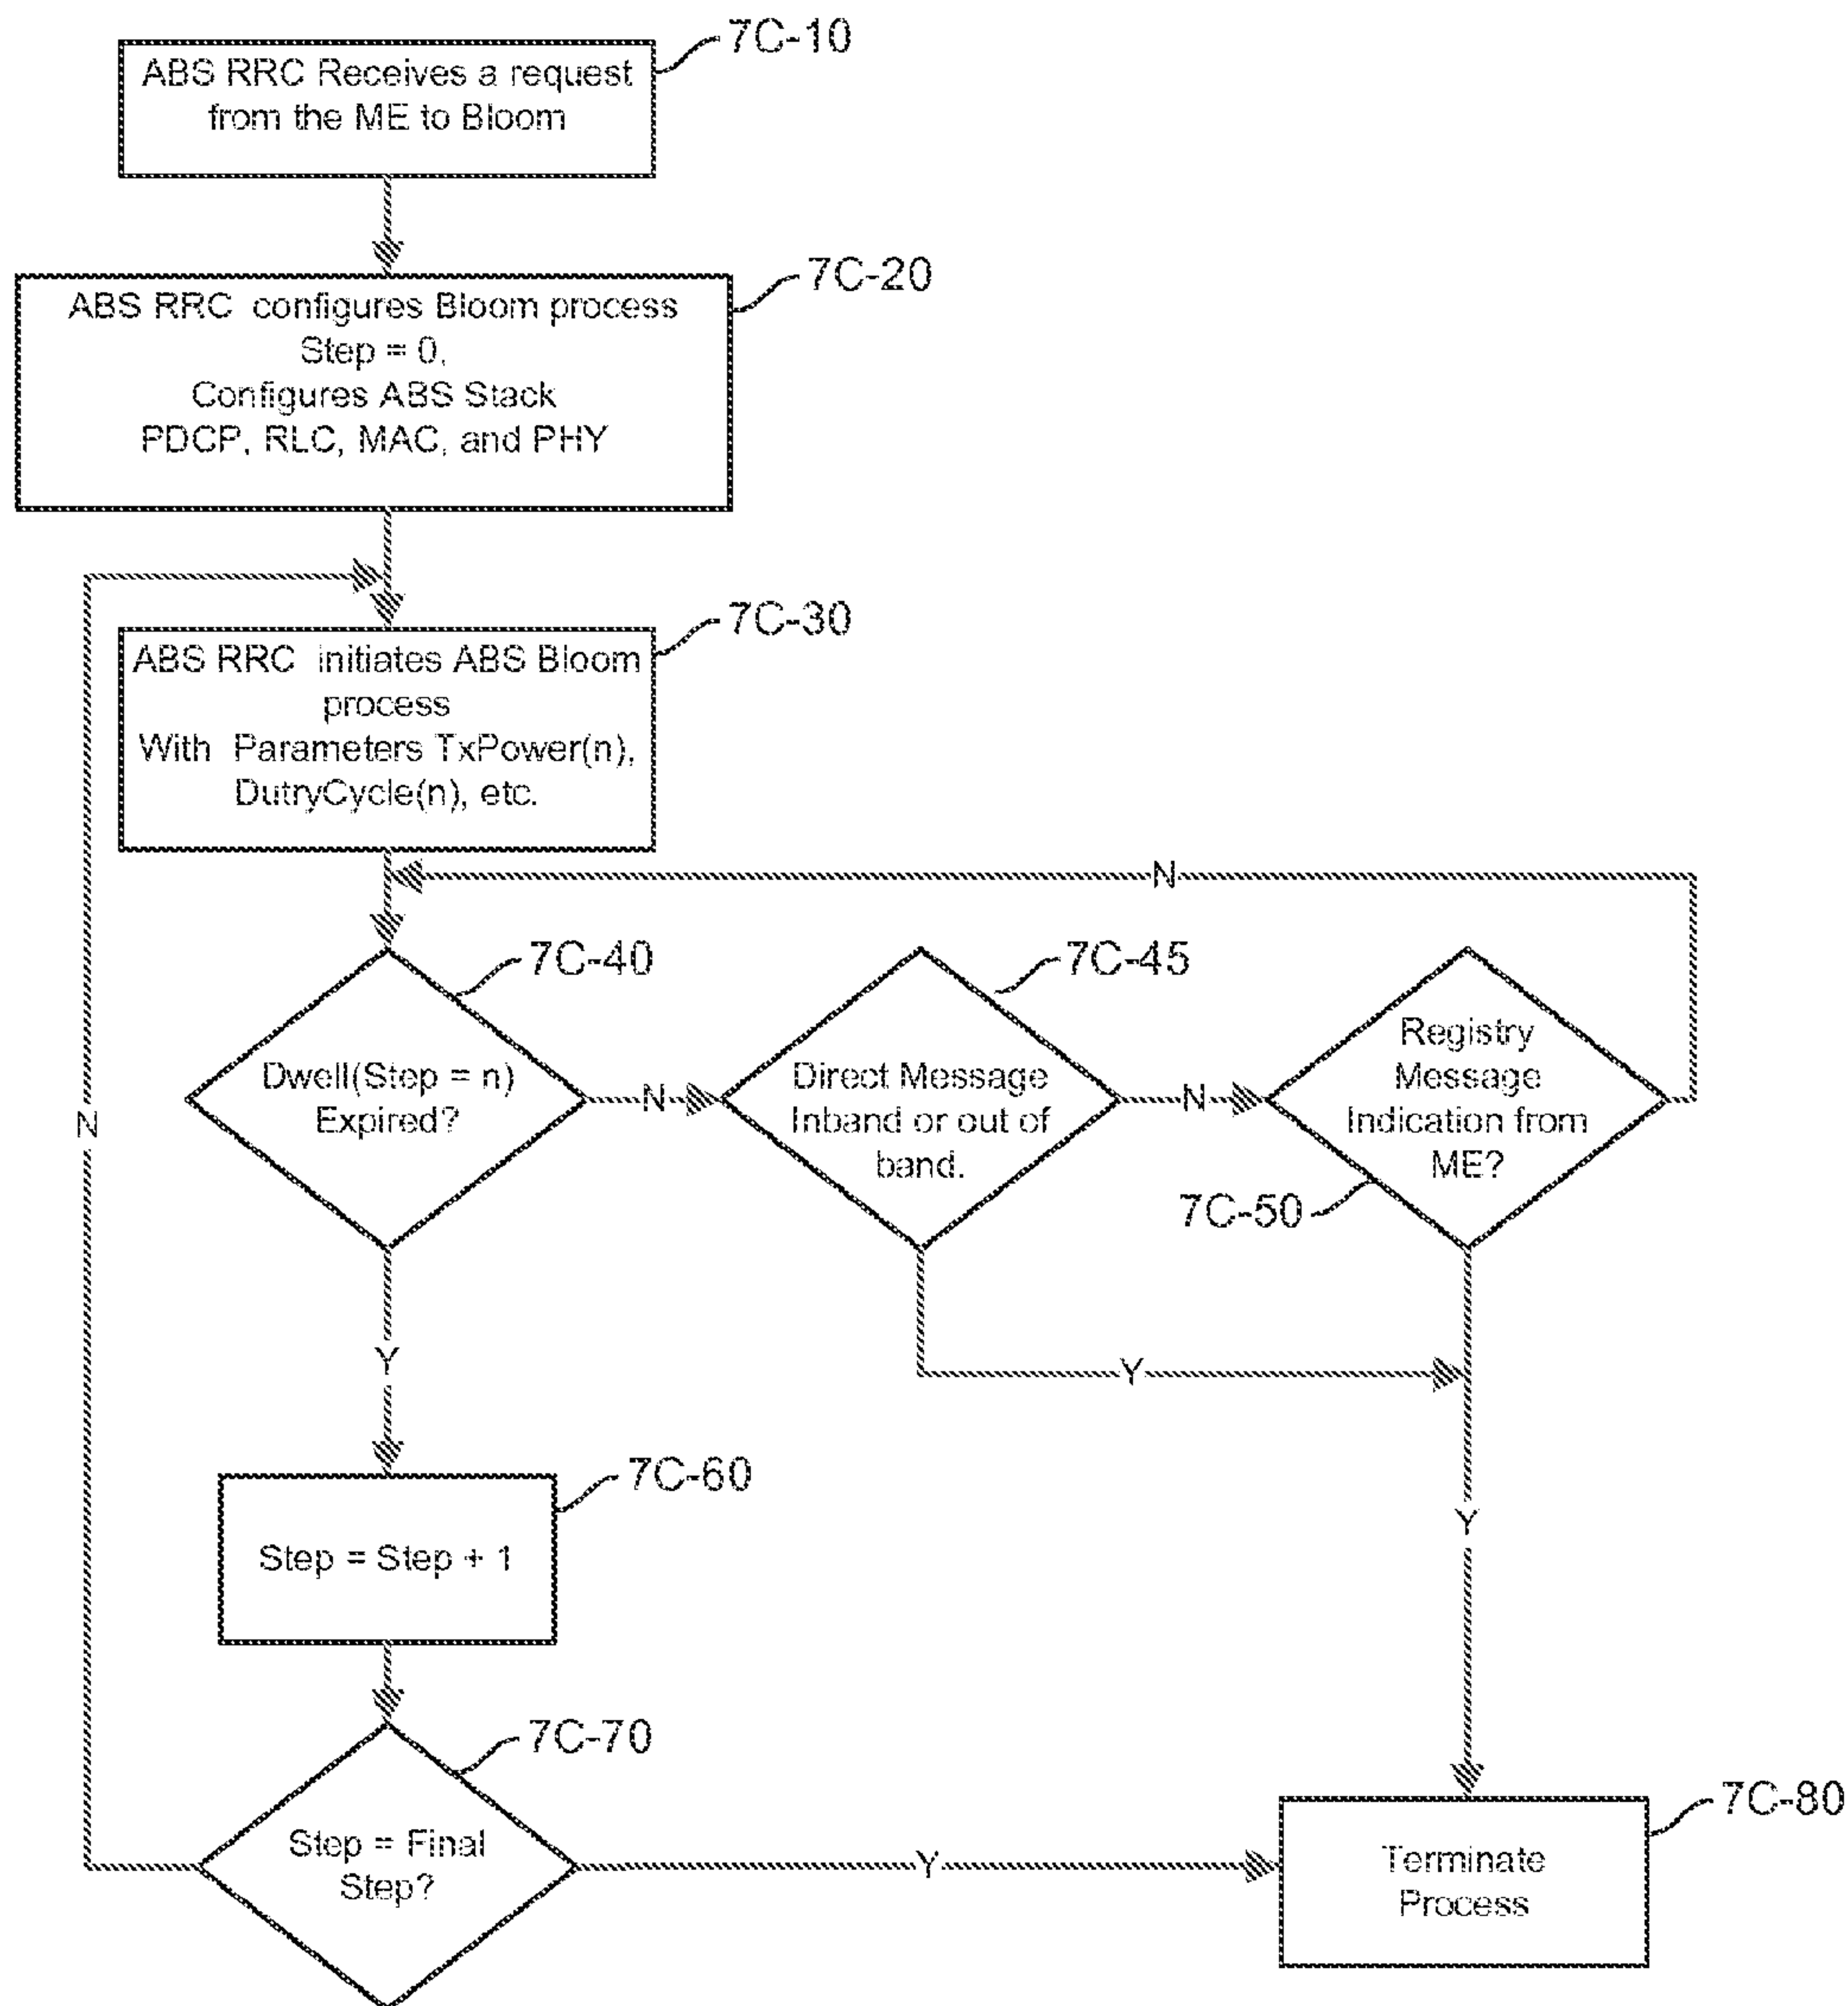 7C-10
ABS RRC Receives a request
from the ME to Bloom
7C-20
ABS RRC configures Bloom process
Step = 0,
Configures ABS Stack
PDCP, RLC, MAC, and PHY
7C-30
ABS RRC initiates ABS Bloom
process
With Parameters TxPower(n),
DutryCycle(n), etc.
N
7C-40
7C-45
Dwell(Step = n)
Expired?
N
Direct Message
Inband or out of
band.
N
Registry
Message
Indication from
ME?
7C-50
N
Y
Y
7C-60
Step = Step + 1
Y
7C-70
Step = Final
Step?
Y
7C-80
Terminate
Process